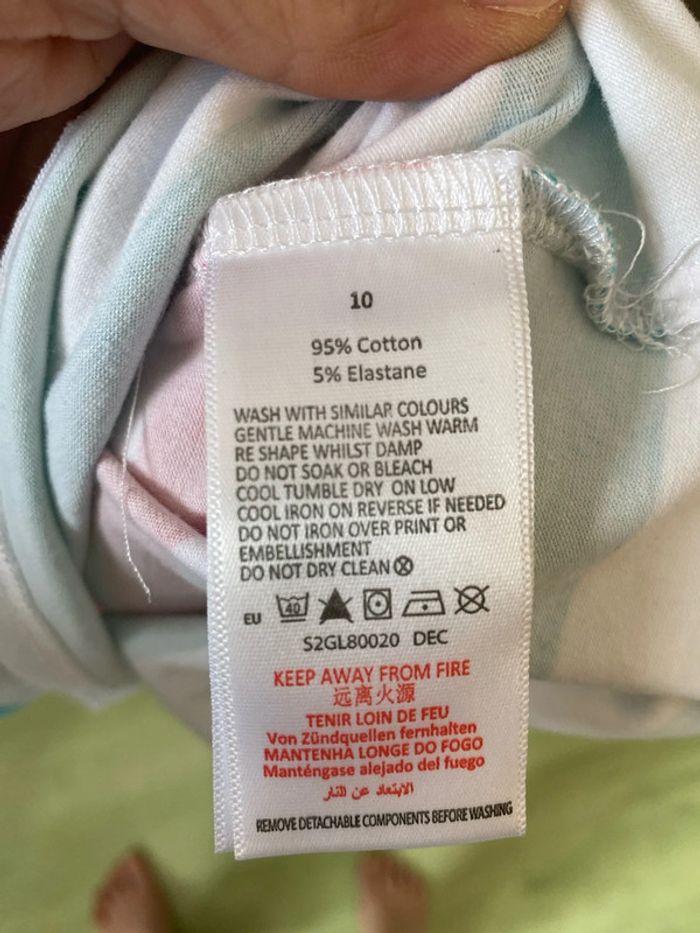 10
95% Cotton
5% Elastane
WASH WITH SIMILAR COLOURS
GENTLE MACHINE WASH WARM
RE SHAPE WHILST DAMP
DO NOT SOAK OR BLEACH
COOL TUMBLE DRY ON LOW
COOL IRON ON REVERSE IF NEEDED
DO NOT IRON OVER PRINT OR
EMBELLISHMENT
DO NOT DRY CLEAN
EU 40
S2GL80020 DEC
KEEP AWAY FROM FIRE
远离火源
TENIR LOIN DE FEU
Von Zündquellen fernhalten
MANTENHA LONGE DO FOGO
Manténgase alejado del fuego
الابتعاد عن النار
REMOVE DETACHABLE COMPONENTS BEFORE WASHING